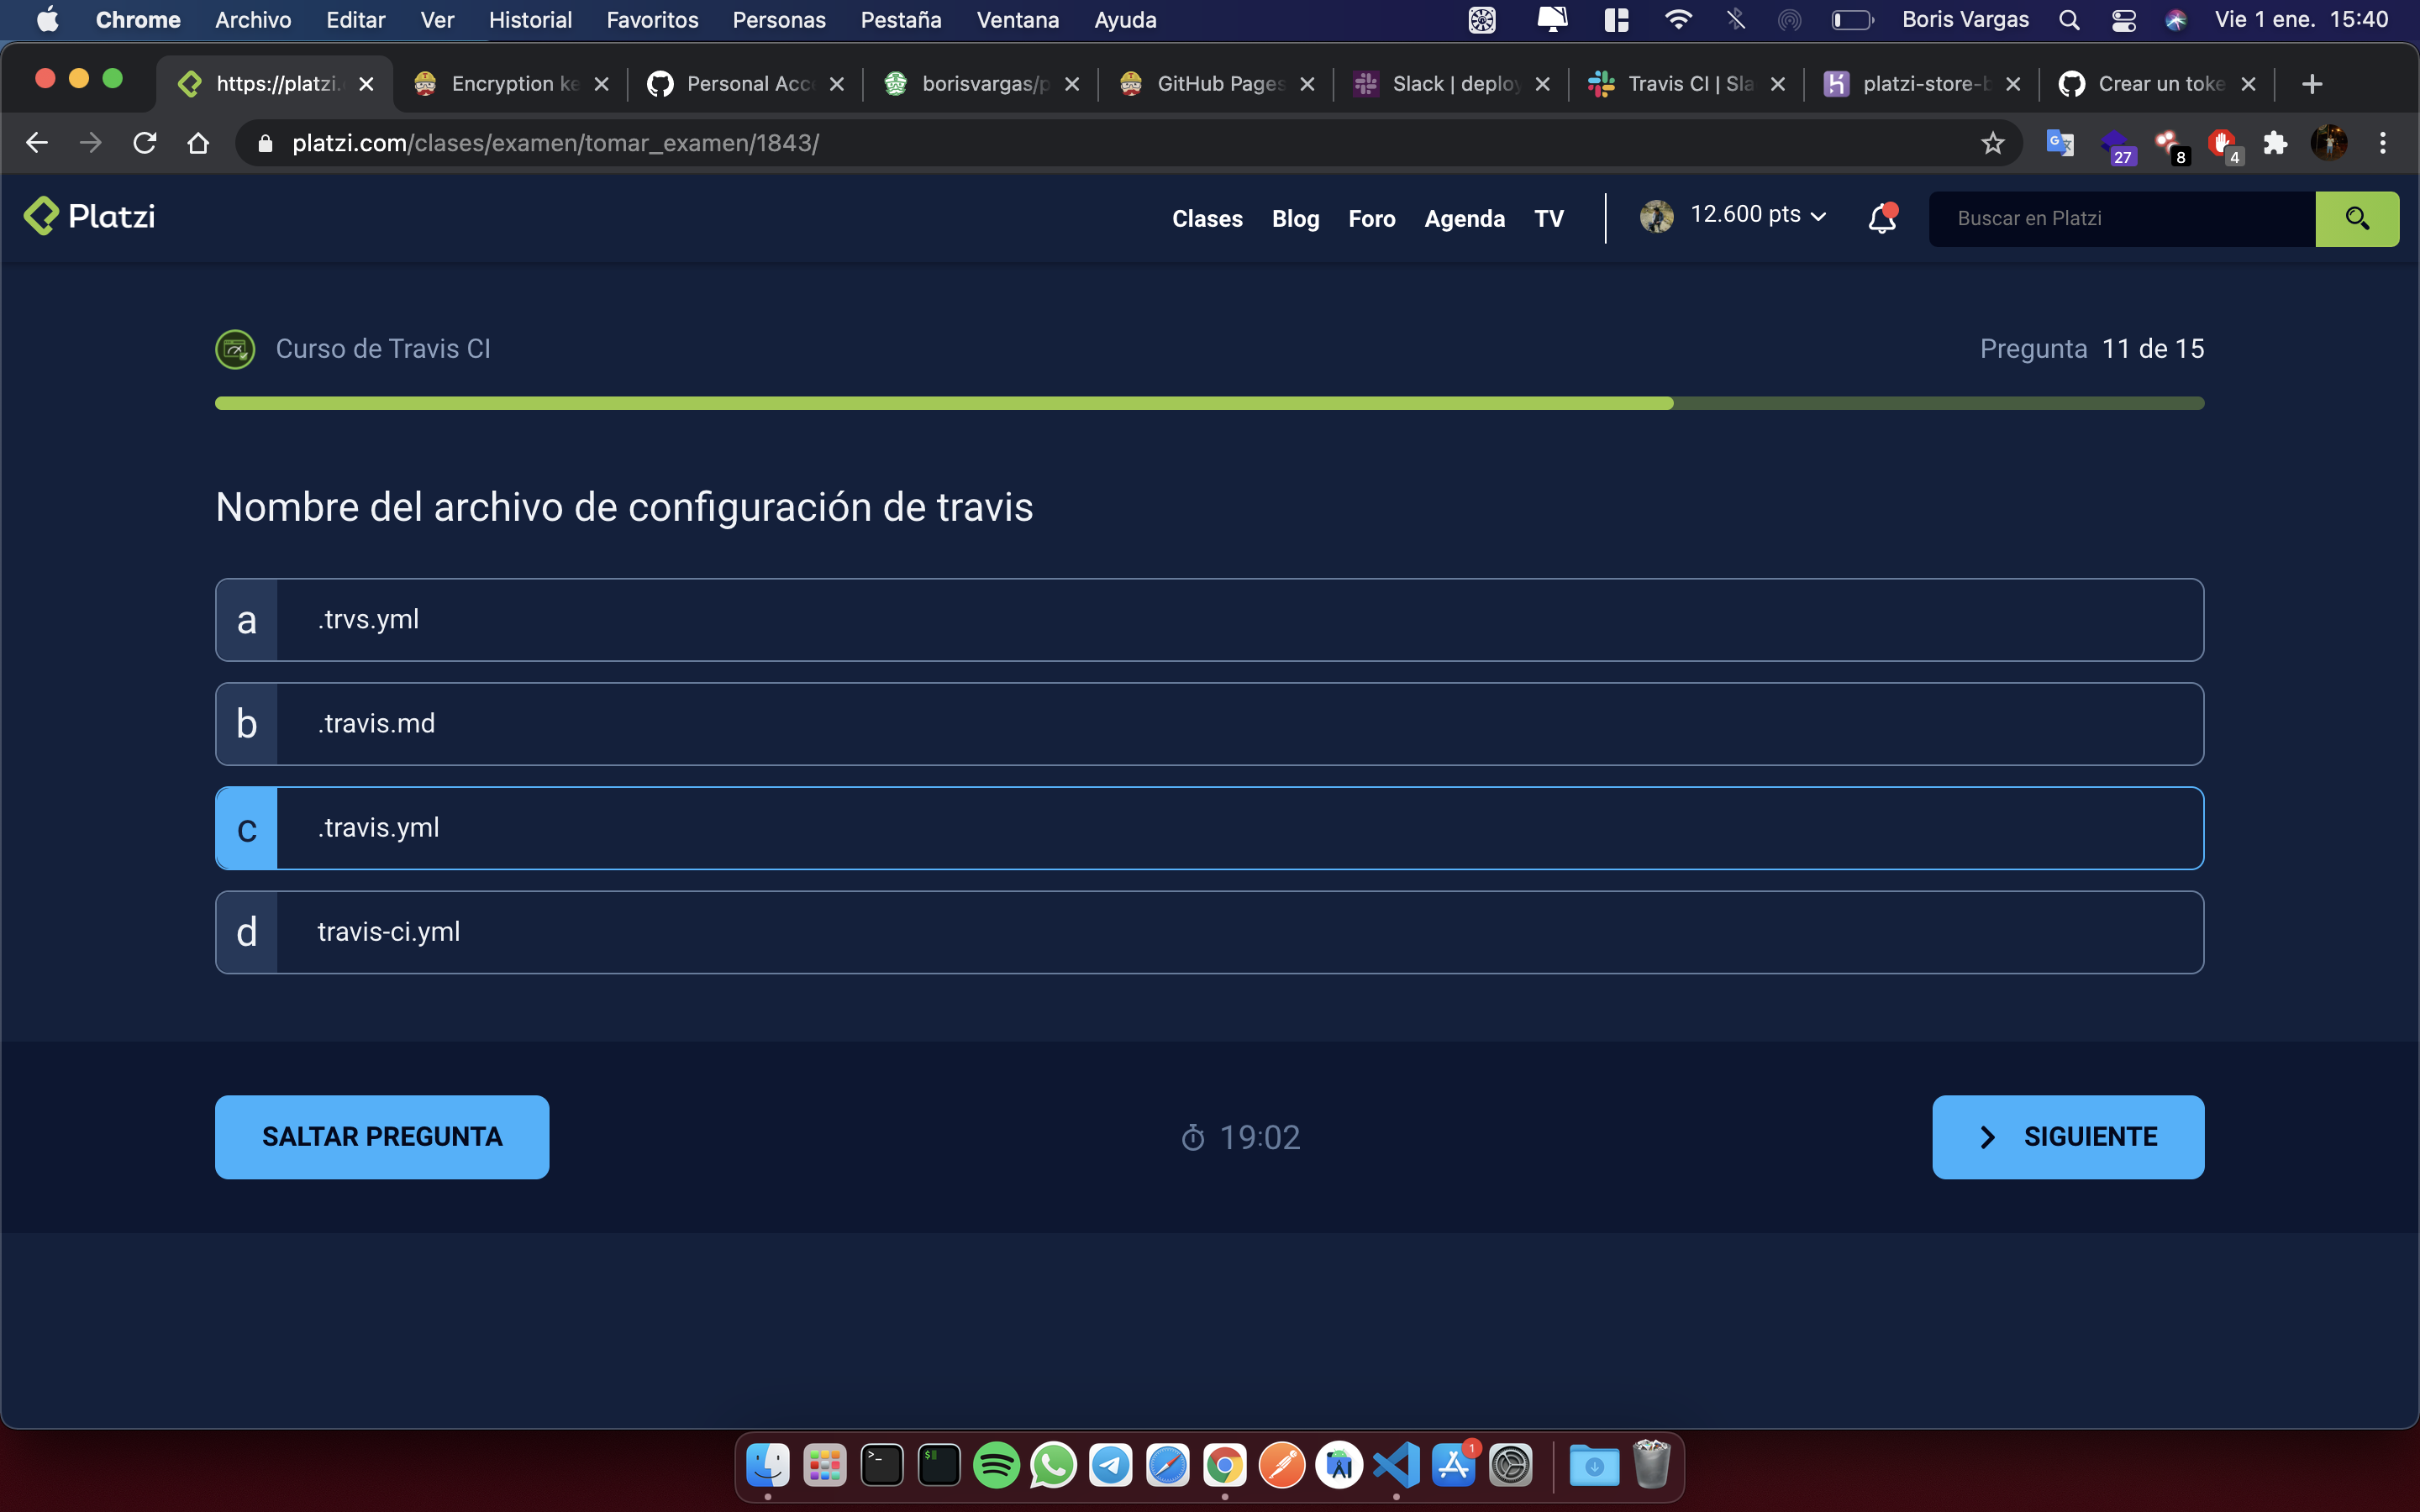 Chrome Archivo Editar Ver Historial Favoritos Personas Pestaña Ventana Ayuda Boris Vargas Vie 1 ene. 15:40
https://platzi. Encryption ke Personal Acc borisvargas/p GitHub Pages Slack | deploy Travis CI | Sla platzi-store-b Crear un toke
platzi.com/clases/examen/tomar_examen/1843/ 27 8 4
Platzi Clases Blog Foro Agenda TV 12.600 pts Buscar en Platzi
Curso de Travis CI Pregunta 11 de 15
Nombre del archivo de configuración de travis
a .trvs.yml
b .travis.md
c .travis.yml
d travis-ci.yml
SALTAR PREGUNTA 19:02 SIGUIENTE
1